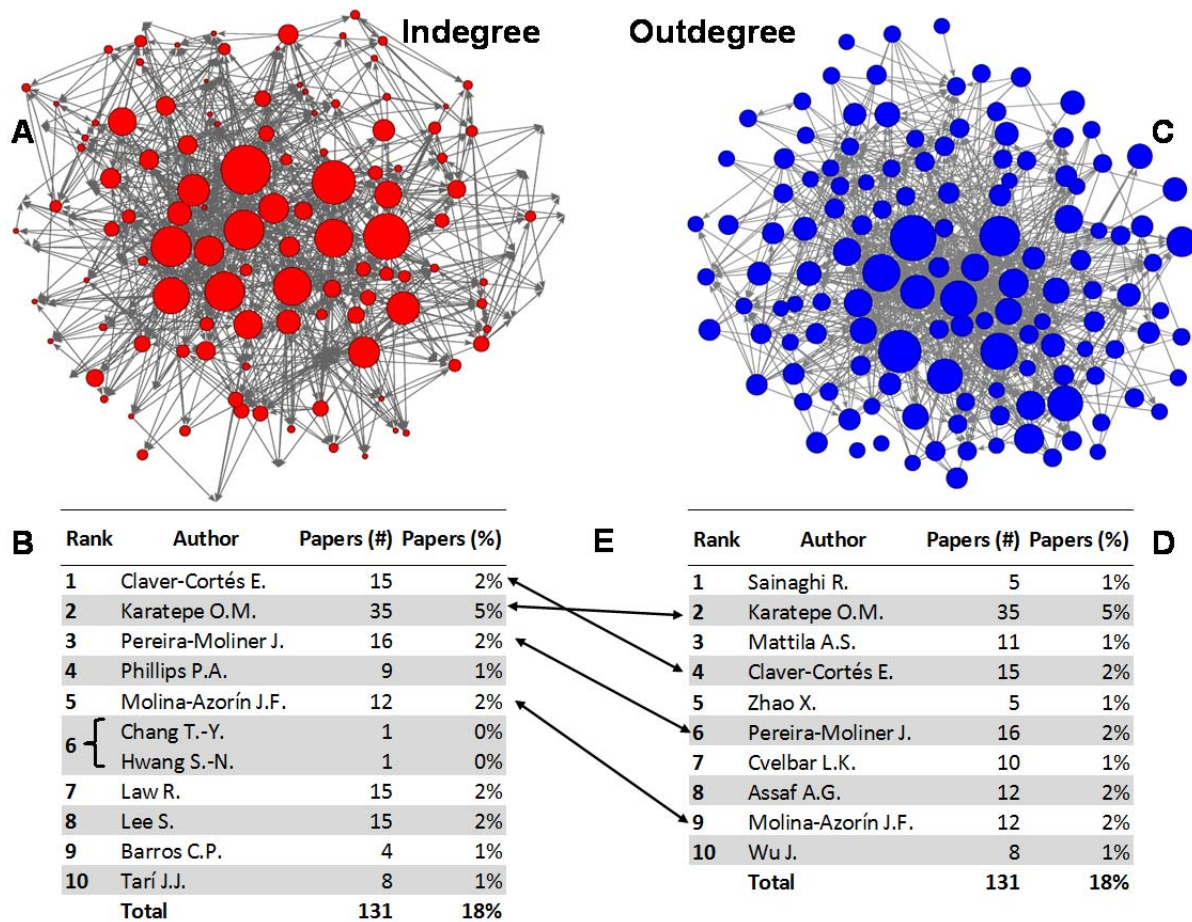 Indegree
Outdegree
A
C
B
Rank Author Papers (#) Papers (%)
1 Claver-Cortés E. 15 2%
2 Karatepe O.M. 35 5%
3 Pereira-Moliner J. 16 2%
4 Phillips P.A. 9 1%
5 Molina-Azorín J.F. 12 2%
6 Chang T.-Y. 1 0%
Hwang S.-N. 1 0%
7 Law R. 15 2%
8 Lee S. 15 2%
9 Barros C.P. 4 1%
10 Tarí J.J. 8 1%
Total 131 18%
E
Rank Author Papers (#) Papers (%)
D
1 Sainaghi R. 5 1%
2 Karatepe O.M. 35 5%
3 Mattila A.S. 11 1%
4 Claver-Cortés E. 15 2%
5 Zhao X. 5 1%
6 Pereira-Moliner J. 16 2%
7 Cvelbar L.K. 10 1%
8 Assaf A.G. 12 2%
9 Molina-Azorín J.F. 12 2%
10 Wu J. 8 1%
Total 131 18%